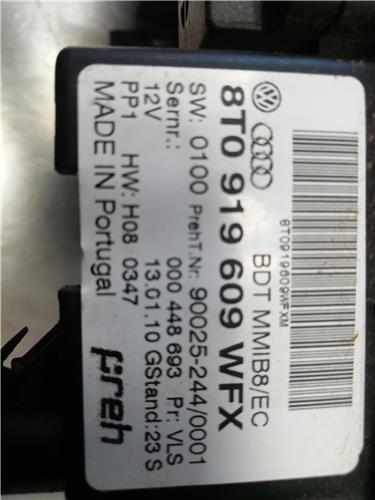 BDT MMIB8/EC
8T0919609WFXM
8T0 919 609 WFX
SW: 0100 PrehT.Nr: 90025-244/0001
Sernr.: 000 448 693 Pr: VLS
12V 13.01.10 GStand:23 S
PP1 HW: H08 0347
MADE IN Portugal
Preh